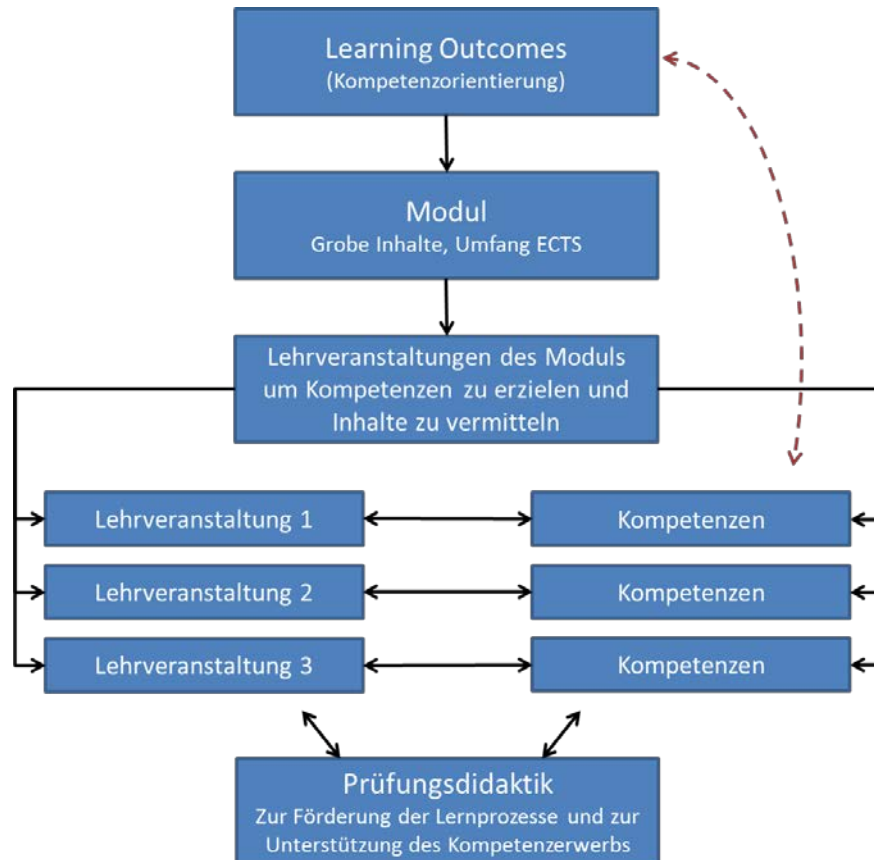 Learning Outcomes
(Kompetenzorientierung)
Modul
Grobe Inhalte, Umfang ECTS
Lehrveranstaltungen des Moduls
um Kompetenzen zu erzielen und
Inhalte zu vermitteln
Lehrveranstaltung 1
Kompetenzen
Lehrveranstaltung 2
Kompetenzen
Lehrveranstaltung 3
Kompetenzen
Prüfungsdidaktik
Zur Förderung der Lernprozesse und zur
Unterstützung des Kompetenzerwerbs